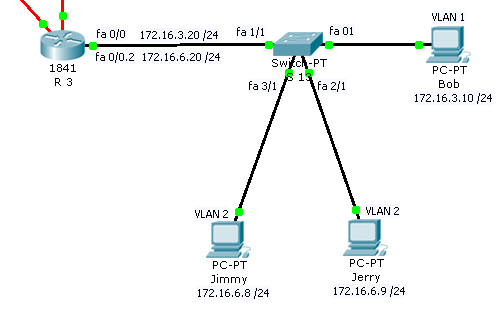 VLAN 1
fa 0/0 172.16.3.20 /24 fa 1/1 fa 01
fa 0/0.2 172.16.6.20 /24
1841
R 3
Switch-PT
S 15
PC-PT
Bob
172.16.3.10 /24
fa 3/1 fa 2/1
VLAN 2 VLAN 2
PC-PT
Jimmy
172.16.6.8 /24
PC-PT
Jerry
172.16.6.9 /24